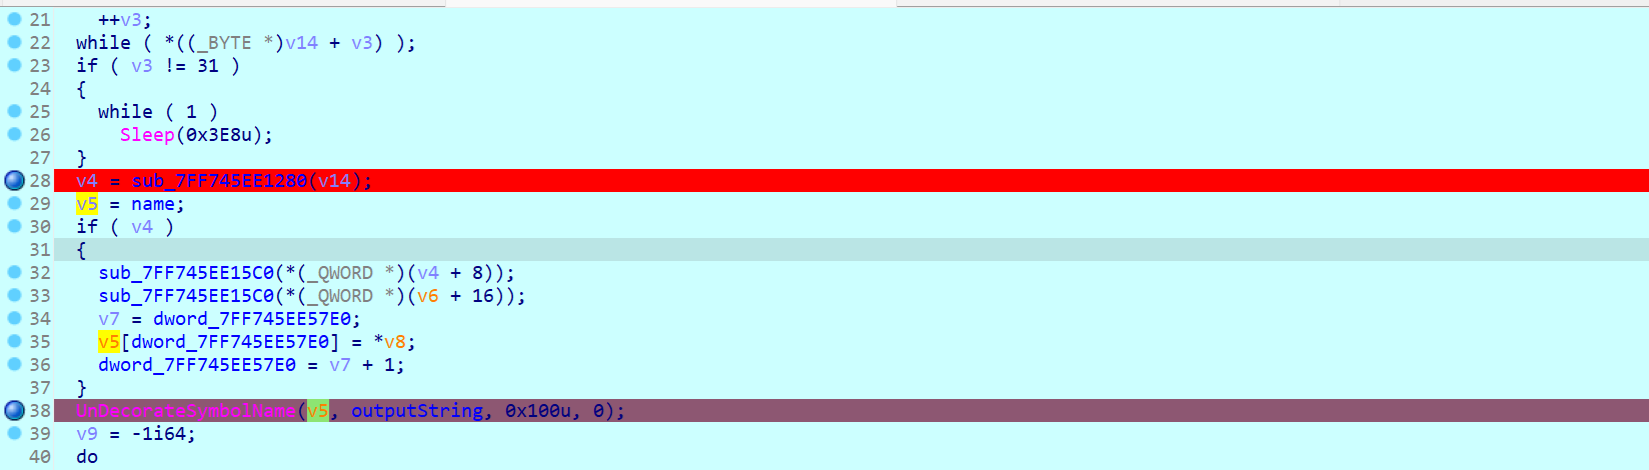 21 ++v3;
22 while ( *((_BYTE *)v14 + v3) );
23 if ( v3 != 31 )
24 {
25 while ( 1 )
26 Sleep(0x3E8u);
27 }
28 v4 = sub_7FF745EE1280(v14);
29 v5 = name;
30 if ( v4 )
31 {
32 sub_7FF745EE15C0(*(_QWORD *)(v4 + 8));
33 sub_7FF745EE15C0(*(_QWORD *)(v6 + 16));
34 v7 = dword_7FF745EE57E0;
35 v5[dword_7FF745EE57E0] = *v8;
36 dword_7FF745EE57E0 = v7 + 1;
37 }
38 UnDecorateSymbolName(v5, outputString, 0x100u, 0);
39 v9 = -1i64;
40 do